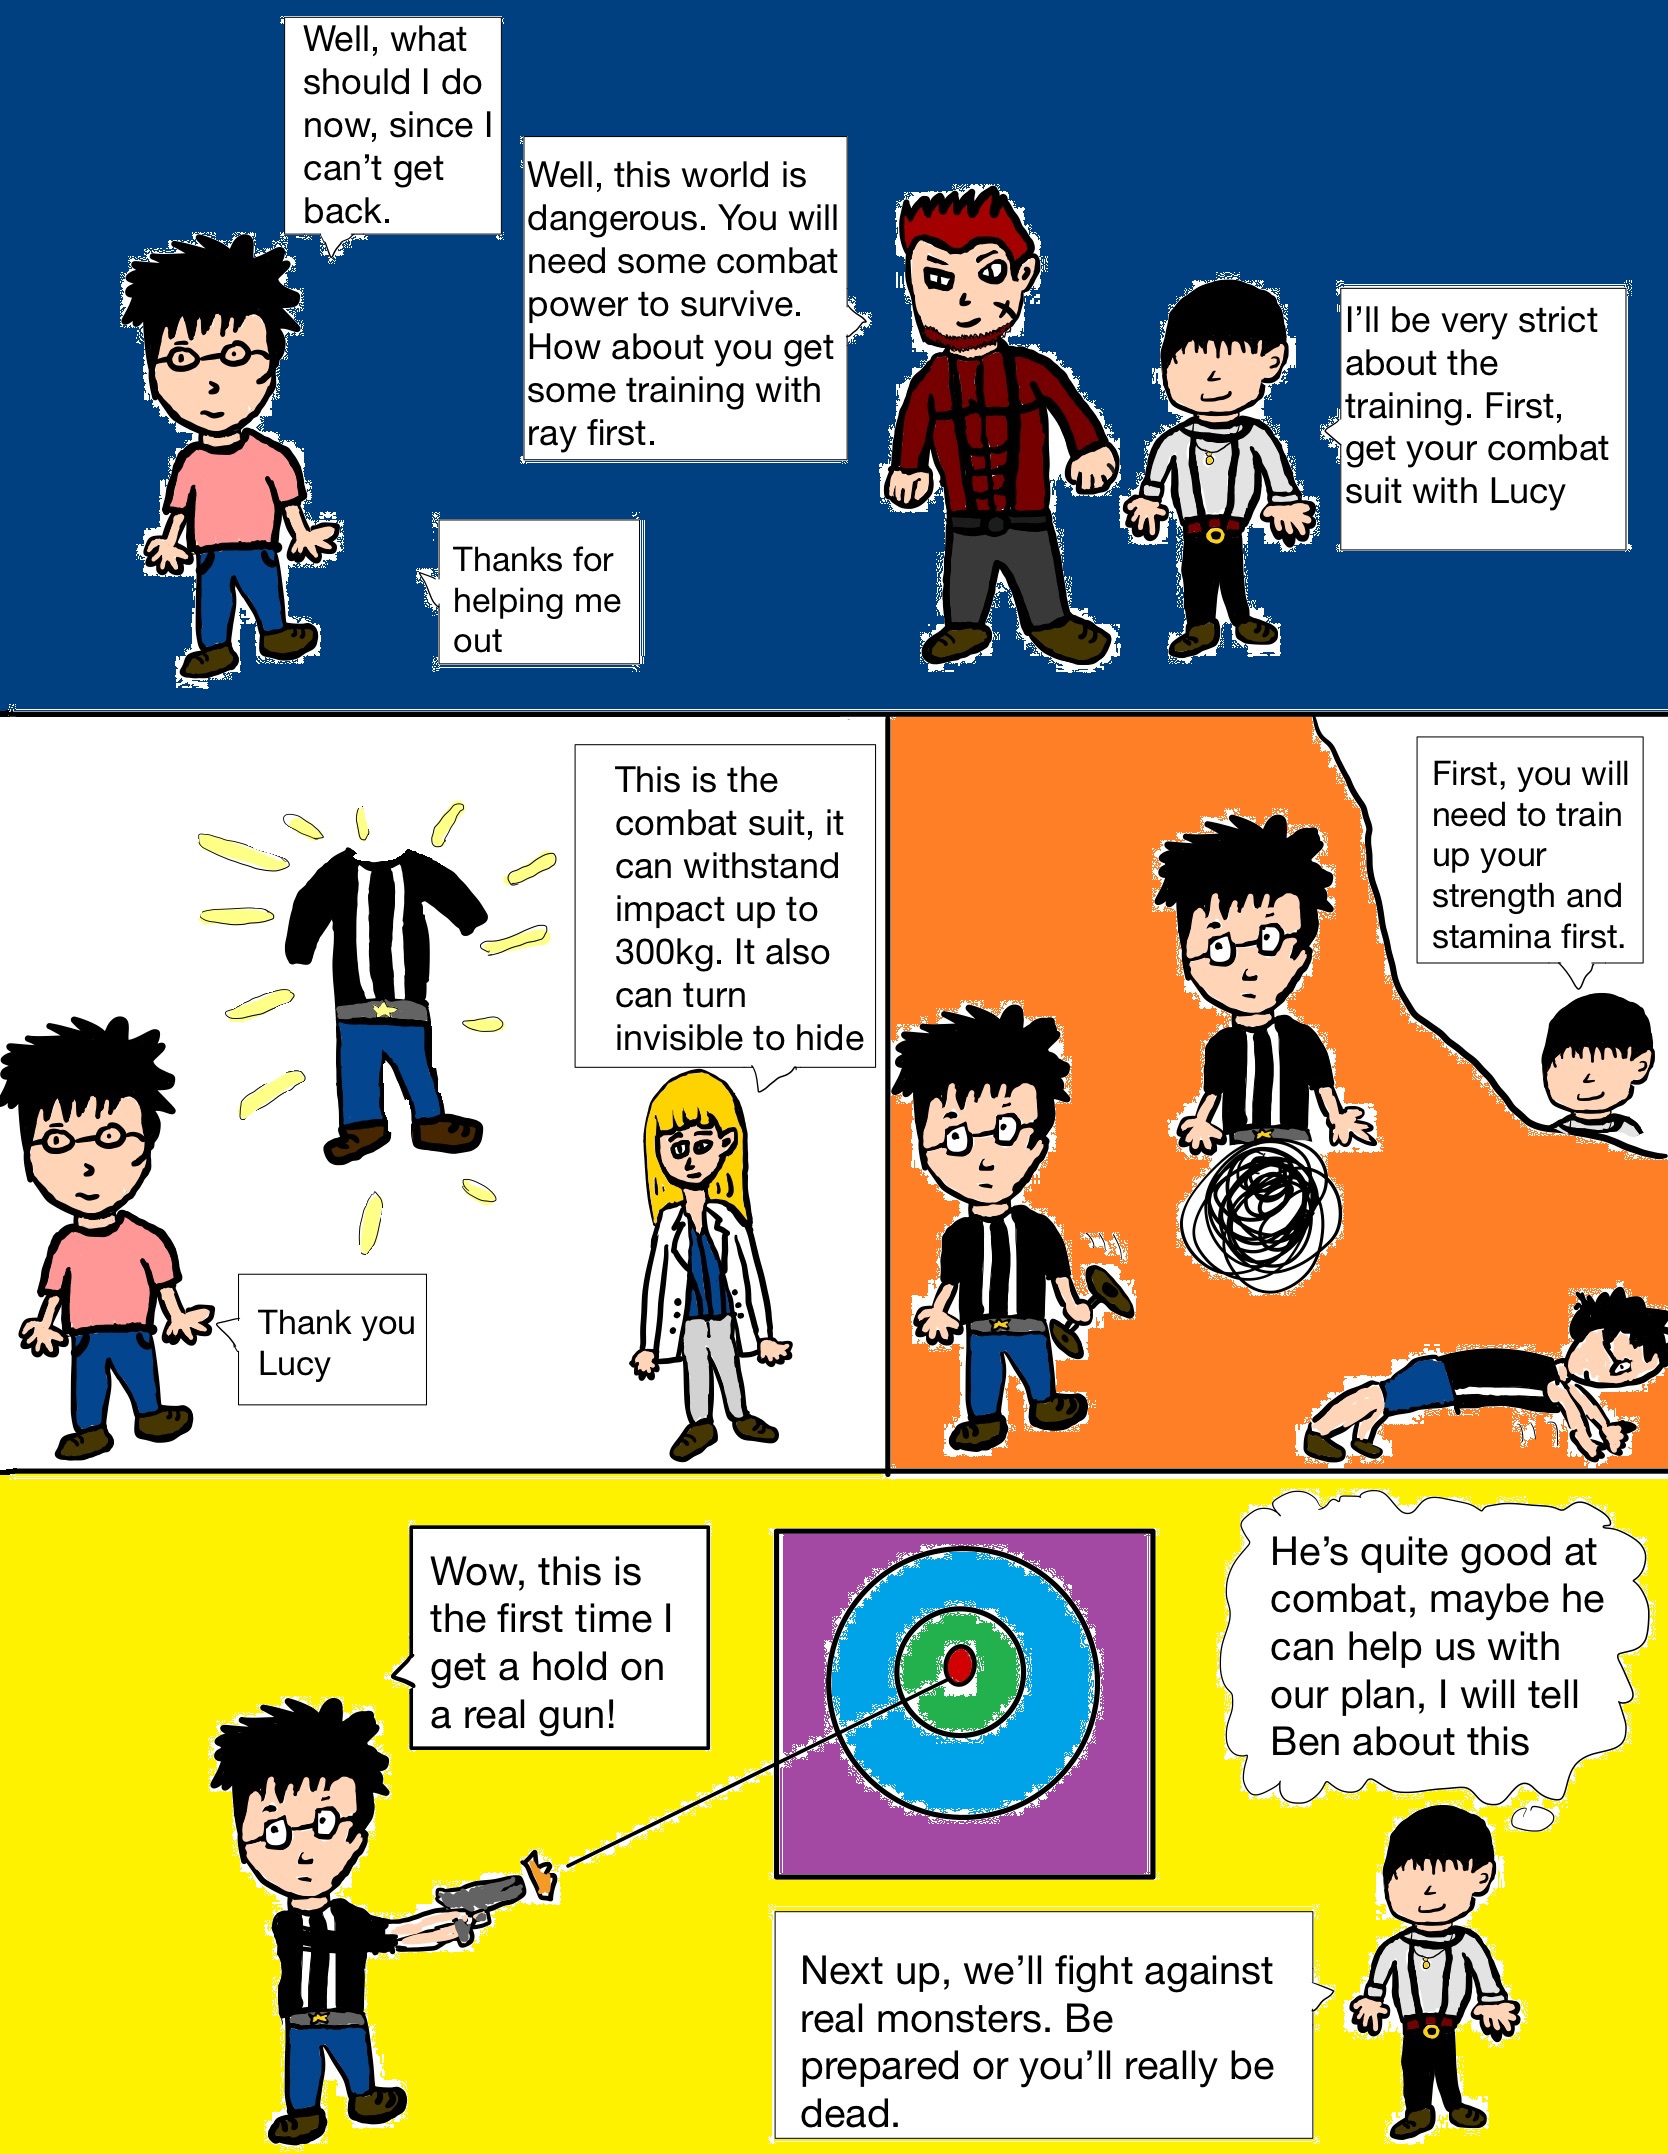 Well, what
should I do
now, since I
can't get
back.
Well, this world is
dangerous. You will
need some combat
power to survive.
How about you get
some training with
ray first.
I'll be very strict
about the
training. First,
get your combat
suit with Lucy
Thanks for
helping me
out
This is the
combat suit, it
can withstand
impact up to
300kg. It also
can turn
invisible to hide
Thank you
Lucy
First, you will
need to train
up your
strength and
stamina first.
Wow, this is
the first time I
get a hold on
a real gun!
He's quite good at
combat, maybe he
can help us with
our plan, I will tell
Ben about this
Next up, we'll fight against
real monsters. Be
prepared or you'll really be
dead.